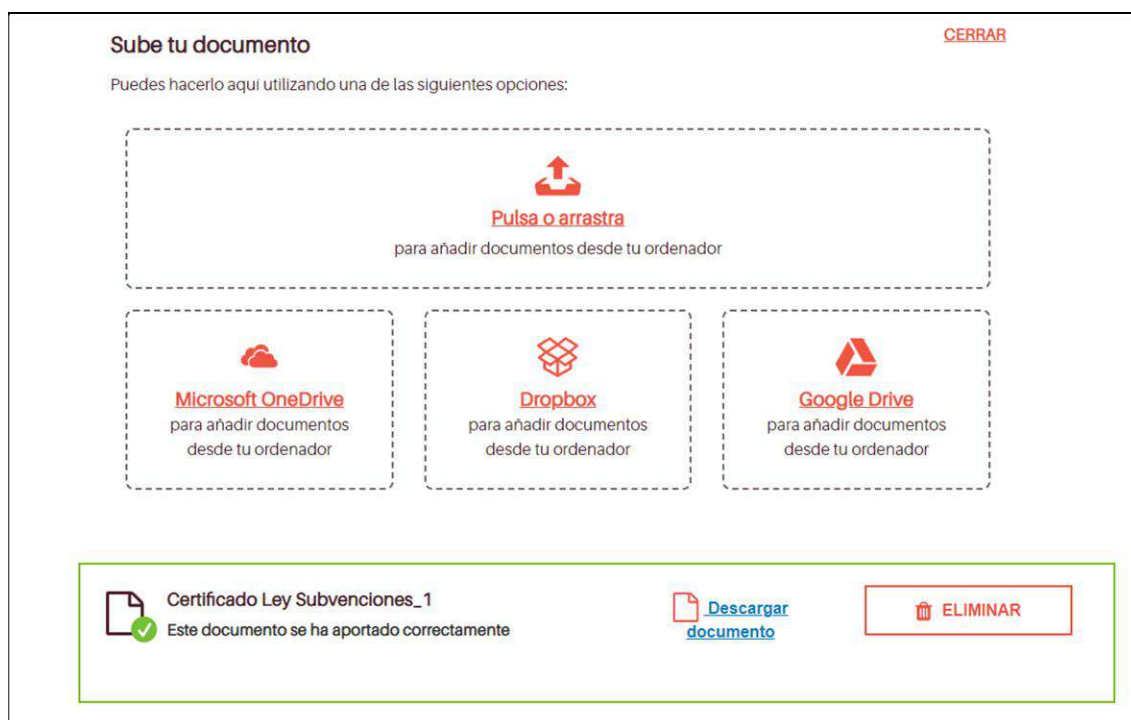 Sube tu documento
CERRAR
Puedes hacerlo aquí utilizando una de las siguientes opciones:
Pulsa o arrastra
para añadir documentos desde tu ordenador
Microsoft OneDrive
para añadir documentos
desde tu ordenador
Dropbox
para añadir documentos
desde tu ordenador
Google Drive
para añadir documentos
desde tu ordenador
Certificado Ley Subvenciones_1
Este documento se ha aportado correctamente
Descargar
documento
ELIMINAR